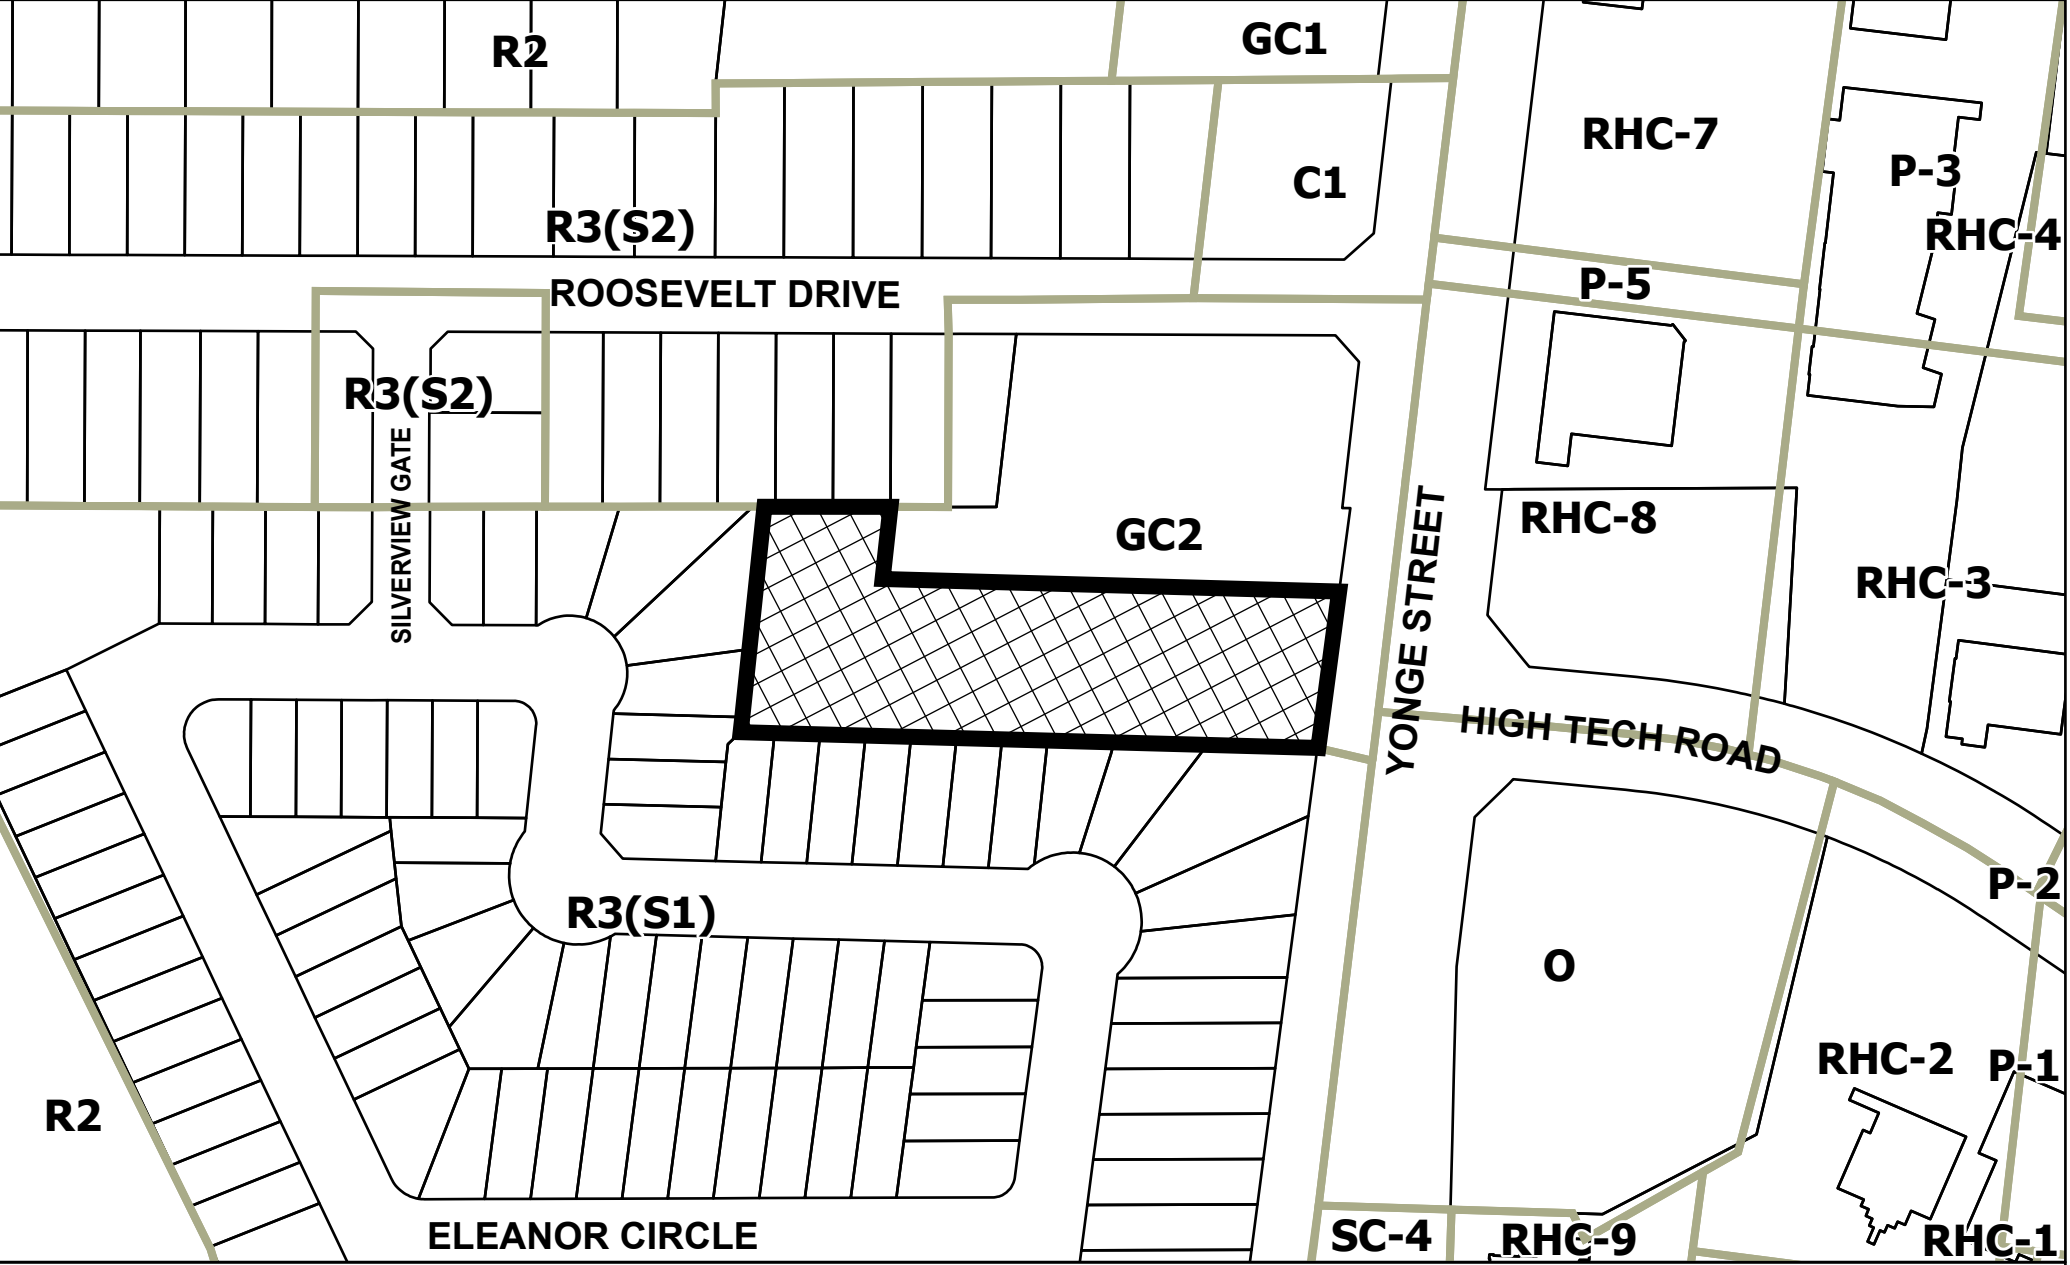 R2
GC1
RHC-7
P-3
C1
R3(S2)
RHC-4
ROOSEVELT DRIVE
P-5
R3(S2)
SILVERVIEW GATE
GC2
YONGE STREET
RHC-8
RHC-3
HIGH TECH ROAD
P-2
R3(S1)
O
RHC-2
P-1
R2
ELEANOR CIRCLE
SC-4
RHC-9
RHC-1